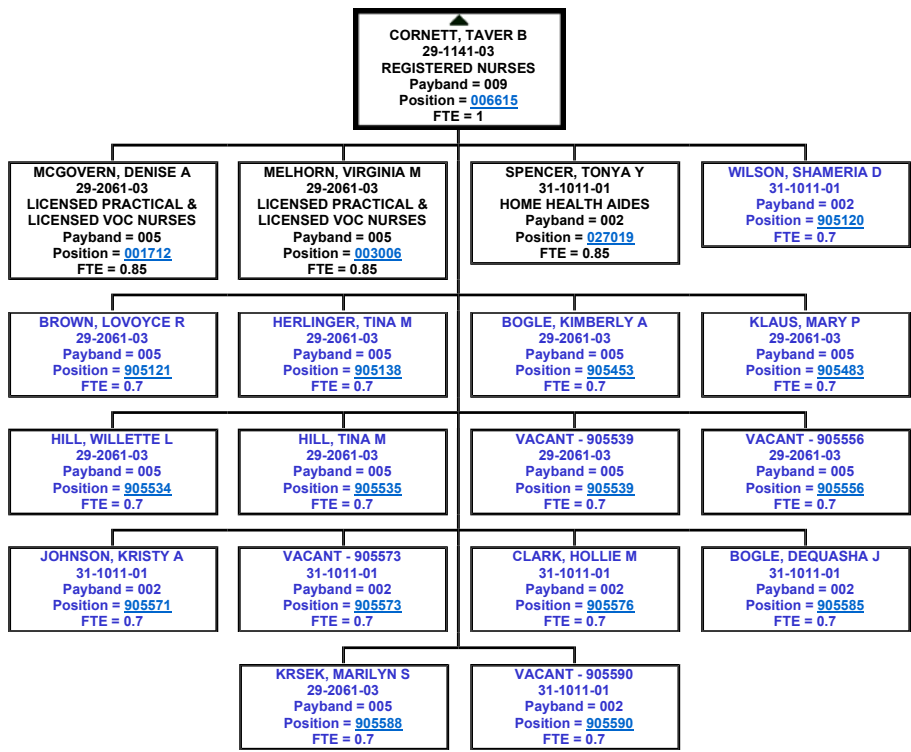 CORNETT, TAVER B
29-1141-03
REGISTERED NURSES
Payband = 009
Position = 006615
FTE = 1
MCGOVERN, DENISE A
29-2061-03
LICENSED PRACTICAL &
LICENSED VOC NURSES
Payband = 005
Position = 001712
FTE = 0.85
MELHORN, VIRGINIA M
29-2061-03
LICENSED PRACTICAL &
LICENSED VOC NURSES
Payband = 005
Position = 003006
FTE = 0.85
SPENCER, TONYA Y
31-1011-01
HOME HEALTH AIDES
Payband = 002
Position = 027019
FTE = 0.85
WILSON, SHAMERIA D
31-1011-01
Payband = 002
Position = 905120
FTE = 0.7
BROWN, LOVOYCE R
29-2061-03
Payband = 005
Position = 905121
FTE = 0.7
HERLINGER, TINA M
29-2061-03
Payband = 005
Position = 905138
FTE = 0.7
BOGLE, KIMBERLY A
29-2061-03
Payband = 005
Position = 905453
FTE = 0.7
KLAUS, MARY P
29-2061-03
Payband = 005
Position = 905483
FTE = 0.7
HILL, WILLETTE L
29-2061-03
Payband = 005
Position = 905534
FTE = 0.7
HILL, TINA M
29-2061-03
Payband = 005
Position = 905535
FTE = 0.7
VACANT - 905539
29-2061-03
Payband = 005
Position = 905539
FTE = 0.7
VACANT - 905556
29-2061-03
Payband = 005
Position = 905556
FTE = 0.7
JOHNSON, KRISTY A
31-1011-01
Payband = 002
Position = 905571
FTE = 0.7
VACANT - 905573
31-1011-01
Payband = 002
Position = 905573
FTE = 0.7
CLARK, HOLLIE M
31-1011-01
Payband = 002
Position = 905576
FTE = 0.7
BOGLE, DEQUASHA J
31-1011-01
Payband = 002
Position = 905585
FTE = 0.7
KRSEK, MARILYN S
29-2061-03
Payband = 005
Position = 905588
FTE = 0.7
VACANT - 905590
31-1011-01
Payband = 002
Position = 905590
FTE = 0.7